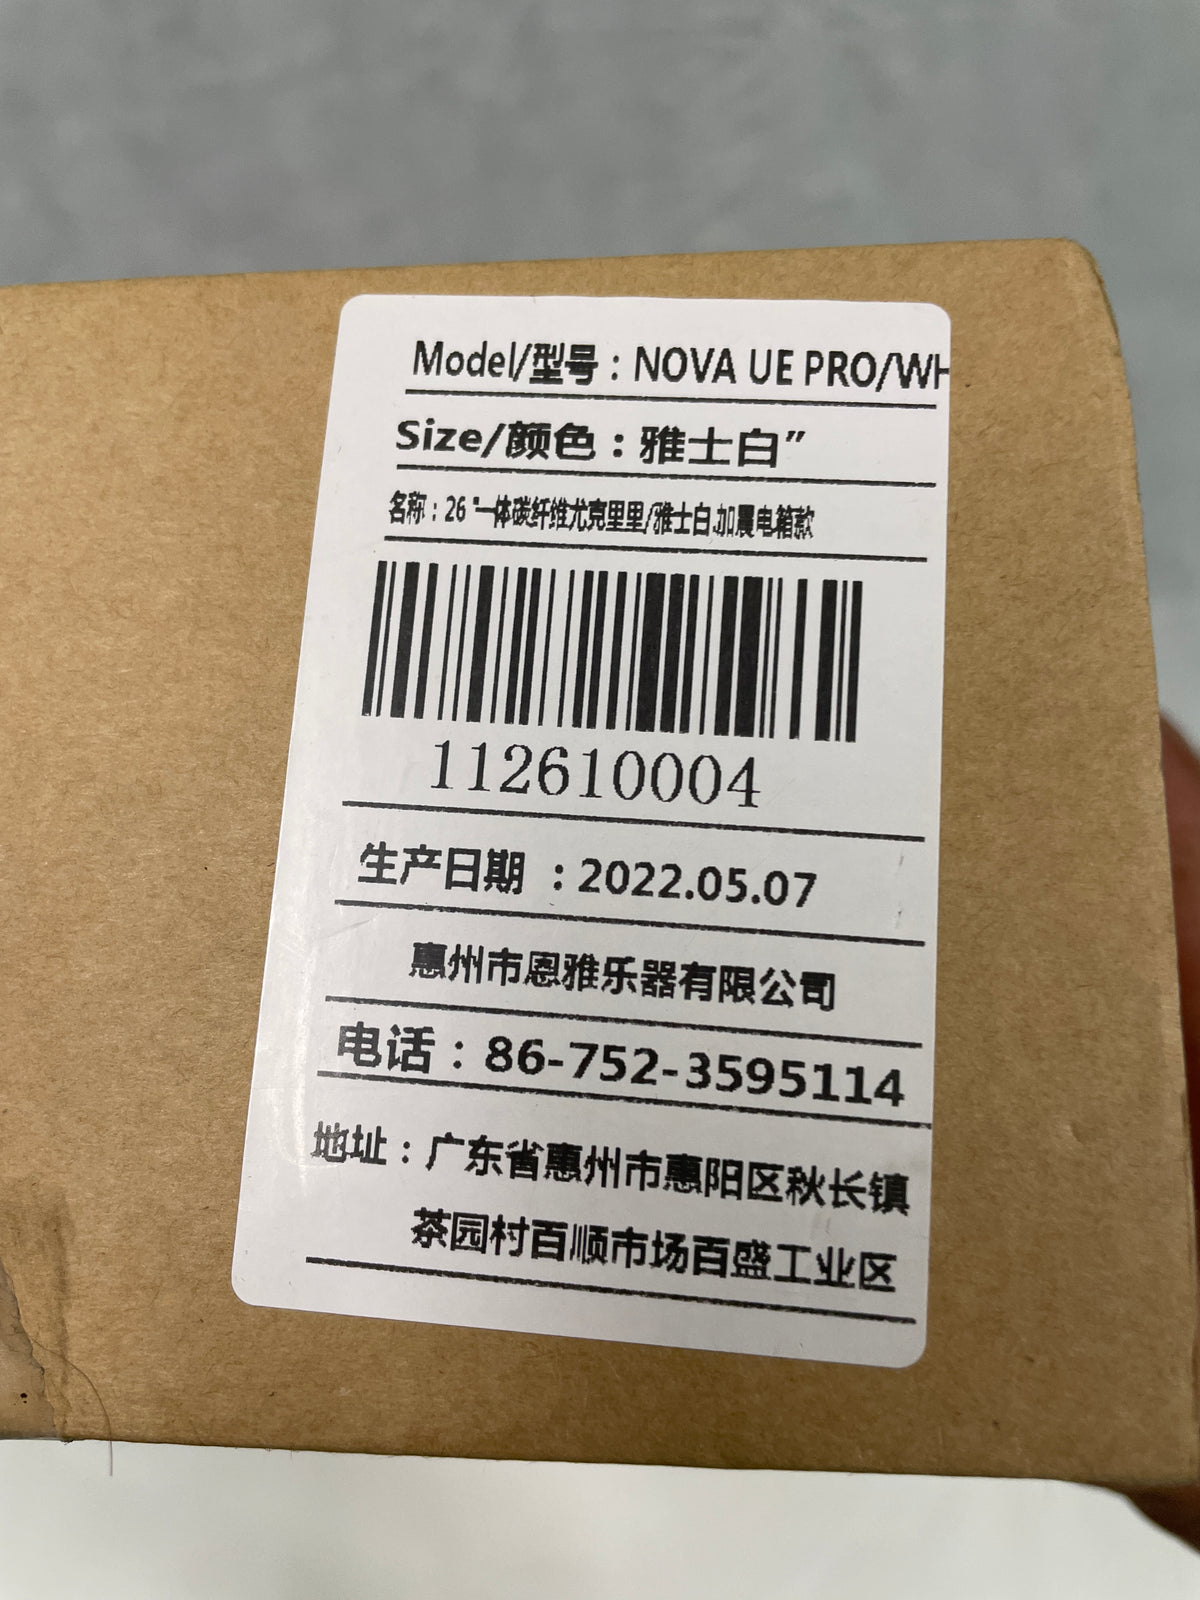 Model/型号：NOVA UE PRO/WH
Size/颜色：雅士白”
名称：26"一体碳纤维尤克里里/雅士白加震电箱款
112610004
生产日期 ：2022.05.07
惠州市恩雅乐器有限公司
电话：86-752-3595114
地址：广东省惠州市惠阳区秋长镇
茶园村百顺市场百盛工业区